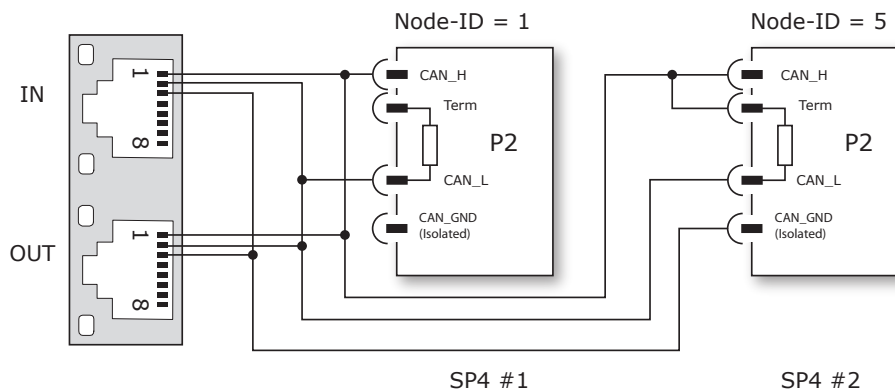 Node-ID = 1
Node-ID = 5
IN
1
8
CAN_H
Term
P2
CAN_L
CAN_GND
(Isolated)
CAN_H
Term
P2
CAN_L
CAN_GND
(Isolated)
OUT
1
8
SP4 #1
SP4 #2